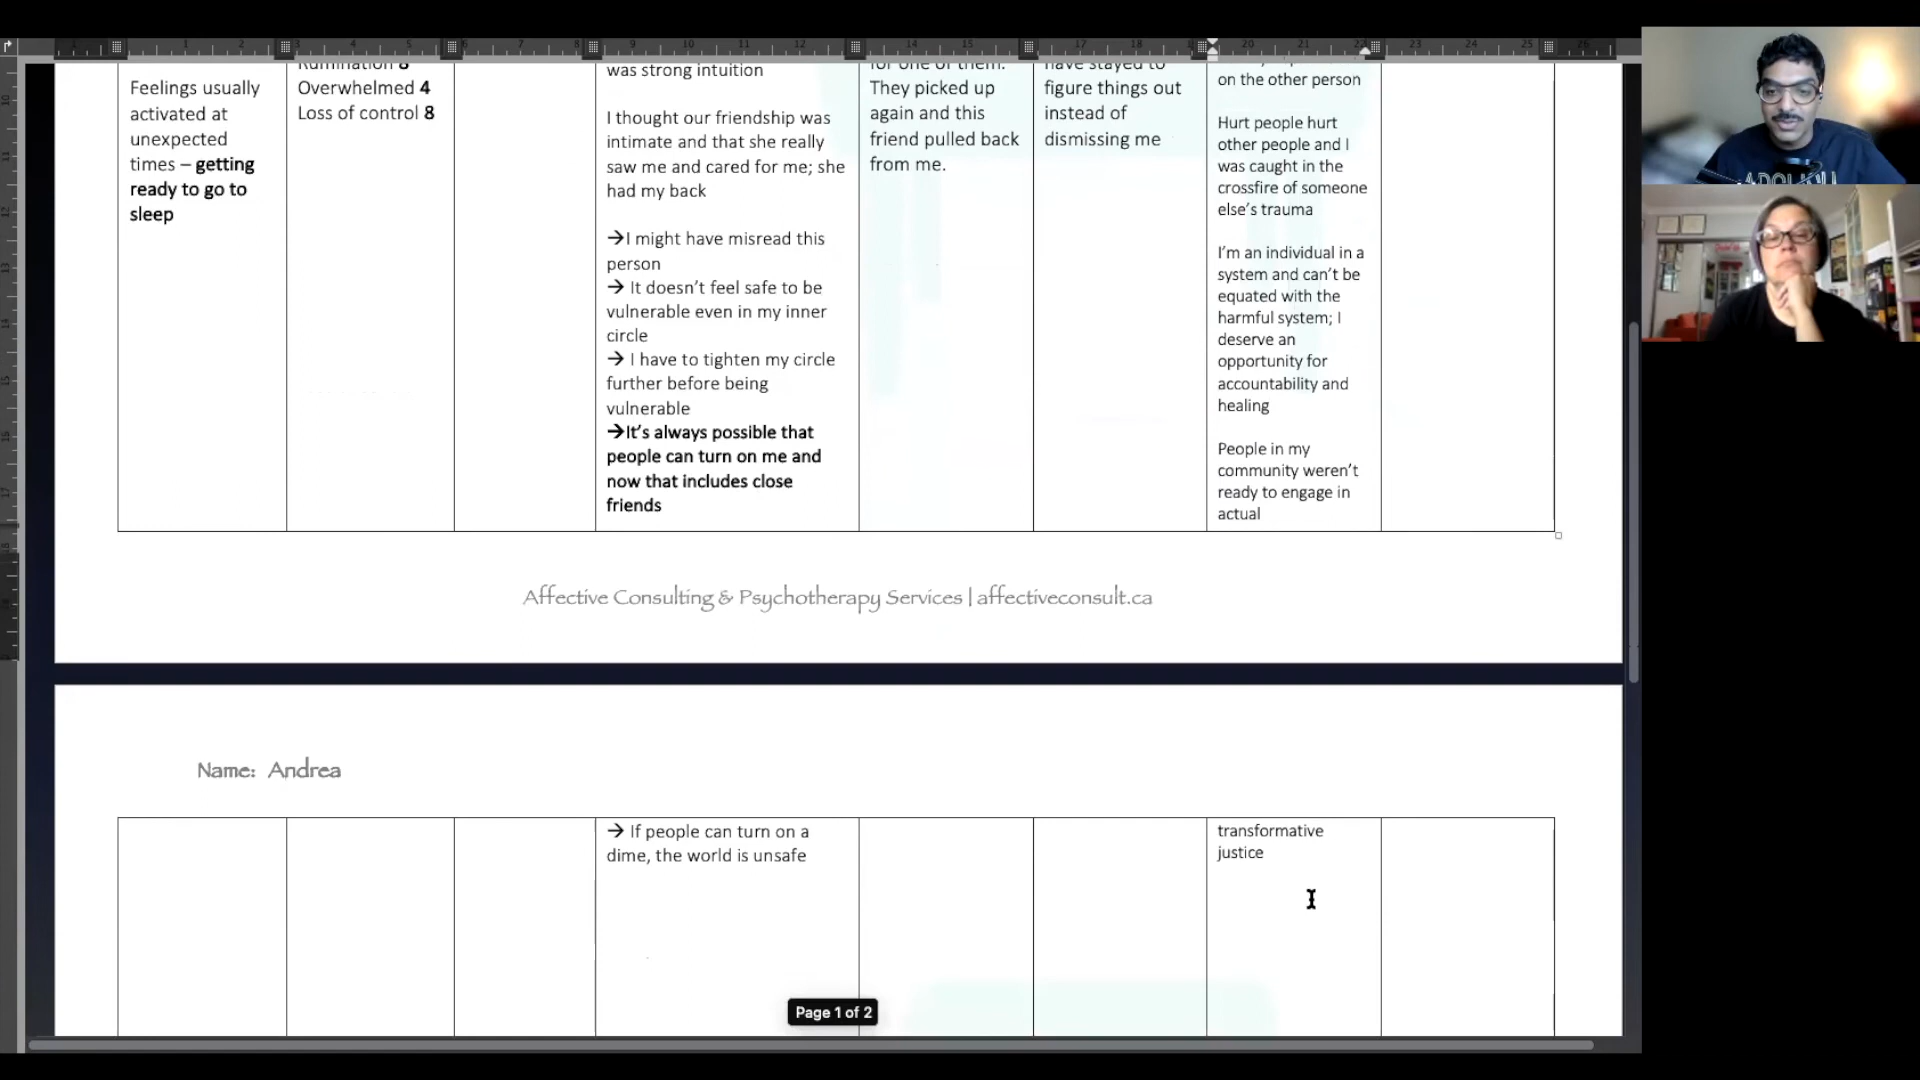 Rumination 8
Overwhelmed 4
Loss of control 8
Feelings usually
activated at
unexpected
times – getting
ready to go to
sleep
was strong intuition
I thought our friendship was
intimate and that she really
saw me and cared for me; she
had my back
→I might have misread this
person
→ It doesn't feel safe to be
vulnerable even in my inner
circle
→ I have to tighten my circle
further before being
vulnerable
→It's always possible that
people can turn on me and
now that includes close
friends
for one of them.
They picked up
again and this
friend pulled back
from me.
have stayed to
figure things out
instead of
dismissing me
on the other person
Hurt people hurt
other people and I
was caught in the
crossfire of someone
else's trauma
I'm an individual in a
system and can't be
equated with the
harmful system; I
deserve an
opportunity for
accountability and
healing
People in my
community weren't
ready to engage in
actual
Affective Consulting & Psychotherapy Services | affectiveconsult.ca
Name: Andrea
→ If people can turn on a
dime, the world is unsafe
transformative
justice
Page 1 of 2